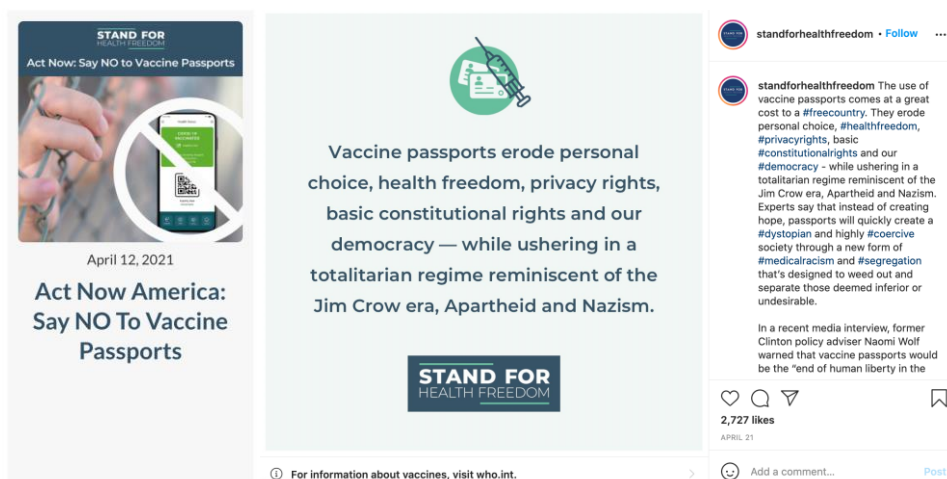 STAND FOR
HEALTH FREEDOM
Act Now: Say NO to Vaccine Passports
April 12, 2021
Act Now America:
Say NO To Vaccine
Passports
Vaccine passports erode personal
choice, health freedom, privacy rights,
basic constitutional rights and our
democracy — while ushering in a
totalitarian regime reminiscent of the
Jim Crow era, Apartheid and Nazism.
STAND FOR
HEALTH FREEDOM
For information about vaccines, visit who.int.
standforhealthfreedom • Follow
standforhealthfreedom The use of
vaccine passports comes at a great
cost to a #freecountry. They erode
personal choice, #healthfreedom,
#privacyrights, basic
#constitutionalrights and our
#democracy - while ushering in a
totalitarian regime reminiscent of the
Jim Crow era, Apartheid and Nazism.
Experts say that instead of creating
hope, passports will quickly create a
#dystopian and highly #coercive
society through a new form of
#medicalracism and #segregation
that's designed to weed out and
separate those deemed inferior or
undesirable.
In a recent media interview, former
Clinton policy adviser Naomi Wolf
warned that vaccine passports would
be the "end of human liberty in the
2,727 likes
APRIL 21
Add a comment...
Post